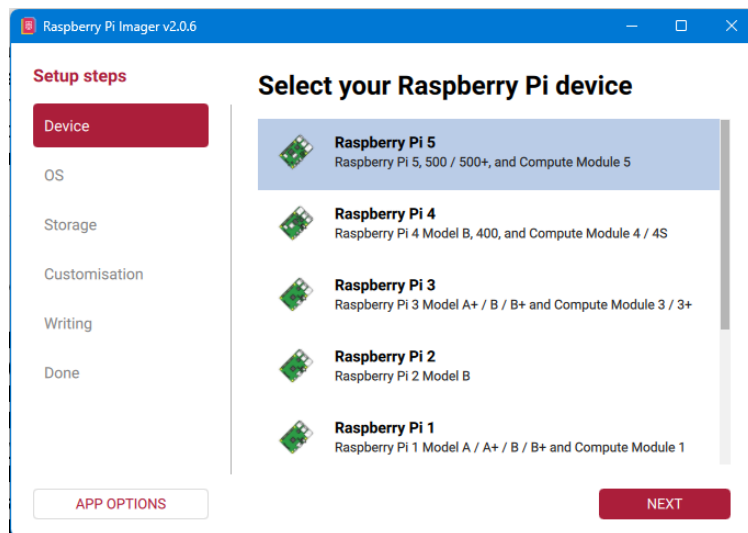 Raspberry Pi Imager v2.0.6
Setup steps
Device
OS
Storage
Customisation
Writing
Done
APP OPTIONS
Select your Raspberry Pi device
Raspberry Pi 5
Raspberry Pi 5, 500 / 500+, and Compute Module 5
Raspberry Pi 4
Raspberry Pi 4 Model B, 400, and Compute Module 4 / 4S
Raspberry Pi 3
Raspberry Pi 3 Model A+ / B / B+ and Compute Module 3 / 3+
Raspberry Pi 2
Raspberry Pi 2 Model B
Raspberry Pi 1
Raspberry Pi 1 Model A / A+ / B / B+ and Compute Module 1
NEXT